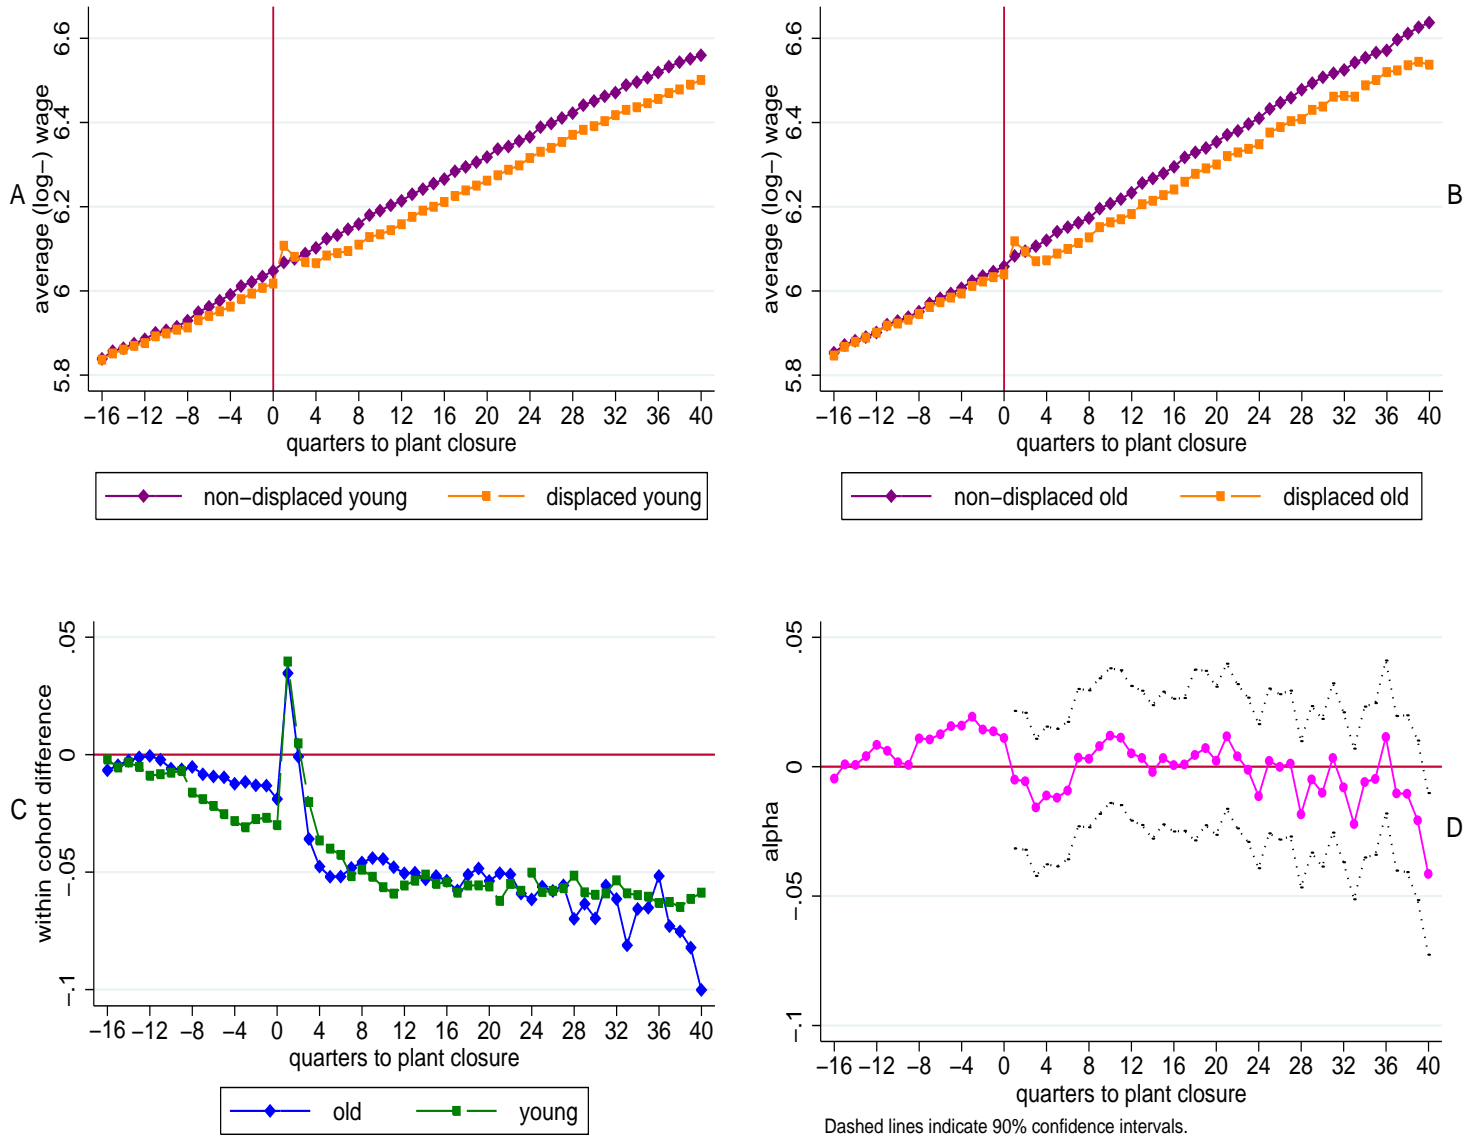 A
average (log−) wage
5.8 6 6.2 6.4 6.6
−16 −12 −8 −4 0 4 8 12 16 20 24 28 32 36 40
quarters to plant closure
non−displaced young displaced young
B
average (log−) wage
5.8 6 6.2 6.4 6.6
−16 −12 −8 −4 0 4 8 12 16 20 24 28 32 36 40
quarters to plant closure
non−displaced old displaced old
C
within cohort difference
−.1 −.05 0 .05
−16 −12 −8 −4 0 4 8 12 16 20 24 28 32 36 40
quarters to plant closure
old young
D
alpha
−.1 −.05 0 .05
−16 −12 −8 −4 0 4 8 12 16 20 24 28 32 36 40
quarters to plant closure
Dashed lines indicate 90% confidence intervals.